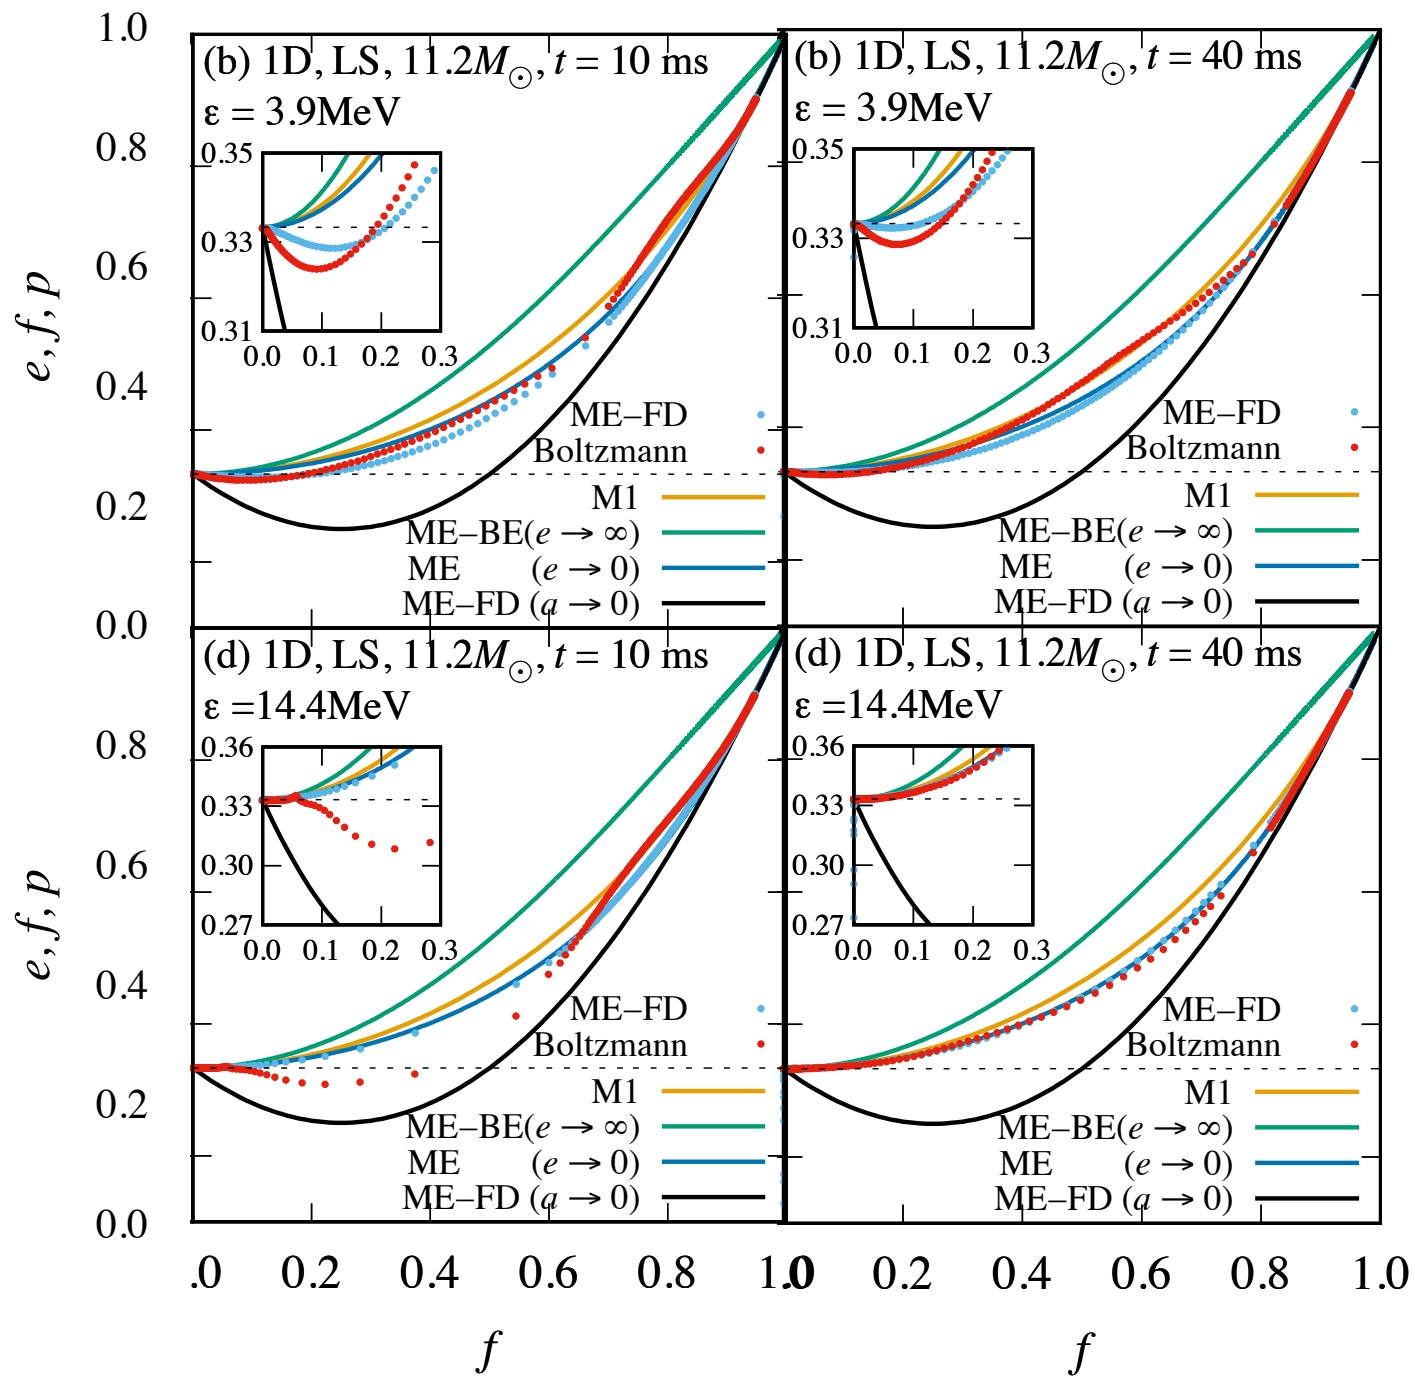 1.0
0.8
0.6
0.4
0.2
0.0
e, f, p
(b) 1D, LS, 11.2M☉, t = 10 ms
ε = 3.9MeV
0.35
0.33
0.31
0.0 0.1 0.2 0.3
ME–FD
Boltzmann
M1
ME–BE(e → ∞)
ME (e → 0)
ME–FD (a → 0)
(b) 1D, LS, 11.2M☉, t = 40 ms
ε = 3.9MeV
0.35
0.33
0.31
0.0 0.1 0.2 0.3
ME–FD
Boltzmann
M1
ME–BE(e → ∞)
ME (e → 0)
ME–FD (a → 0)
0.8
0.6
0.4
0.2
0.0
e, f, p
(d) 1D, LS, 11.2M☉, t = 10 ms
ε =14.4MeV
0.36
0.33
0.30
0.27
0.0 0.1 0.2 0.3
ME–FD
Boltzmann
M1
ME–BE(e → ∞)
ME (e → 0)
ME–FD (a → 0)
(d) 1D, LS, 11.2M☉, t = 40 ms
ε =14.4MeV
0.36
0.33
0.30
0.27
0.0 0.1 0.2 0.3
ME–FD
Boltzmann
M1
ME–BE(e → ∞)
ME (e → 0)
ME–FD (a → 0)
.0 0.2 0.4 0.6 0.8 1.0 .0 0.2 0.4 0.6 0.8 1.0
f f